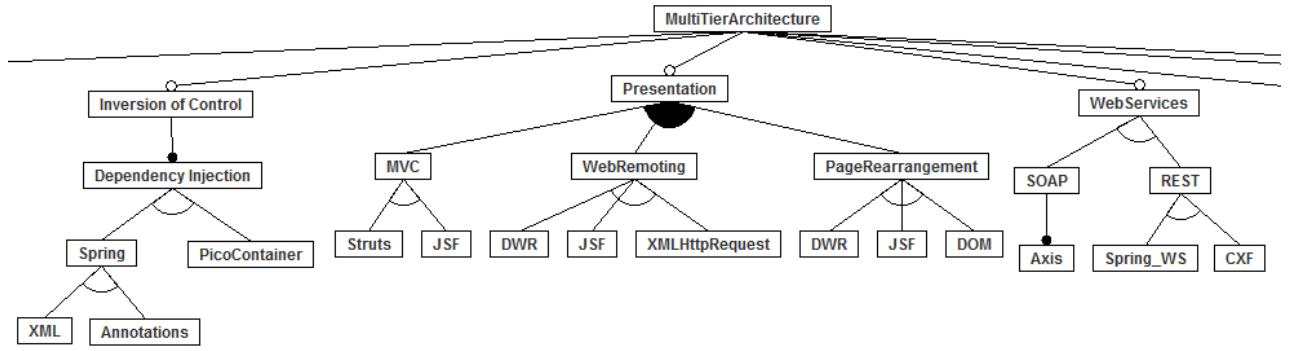 MultiTierArchitecture
Inversion of Control
Presentation
WebServices
Dependency Injection
MVC
WebRemoting
PageRearrangement
SOAP
REST
Spring
PicoContainer
Struts
JSF
DWR
JSF
XMLHttpRequest
DWR
JSF
DOM
Axis
Spring_WS
CXF
XML
Annotations